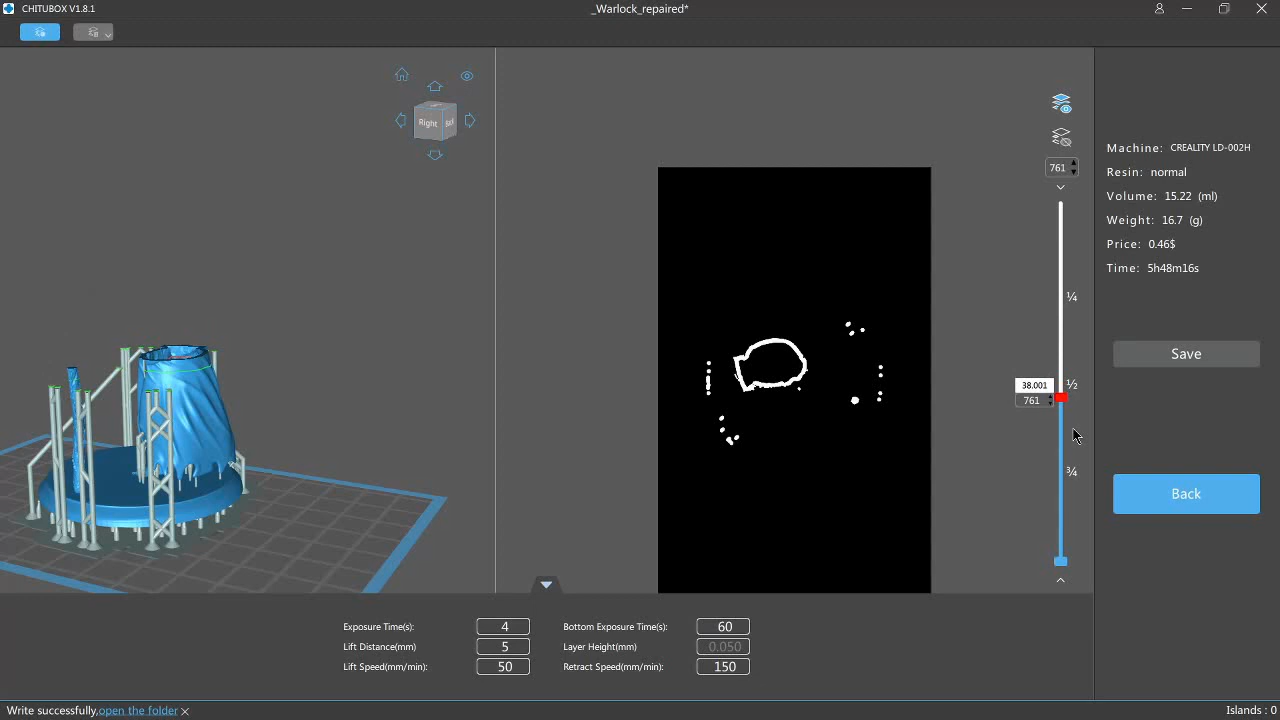 CHITUBOX V1.8.1
_Warlock_repaired*
Right
761
Machine: CREALITY LD-002H
Resin: normal
Volume: 15.22 (ml)
Weight: 16.7 (g)
Price: 0.46$
Time: 5h48m16s
¼
½
38.001
761
¾
Save
Back
Exposure Time(s): 4 Bottom Exposure Time(s): 60
Lift Distance(mm) 5 Layer Height(mm) 0.050
Lift Speed(mm/min): 50 Retract Speed(mm/min): 150
Write successfully,open the folder
Islands : 0